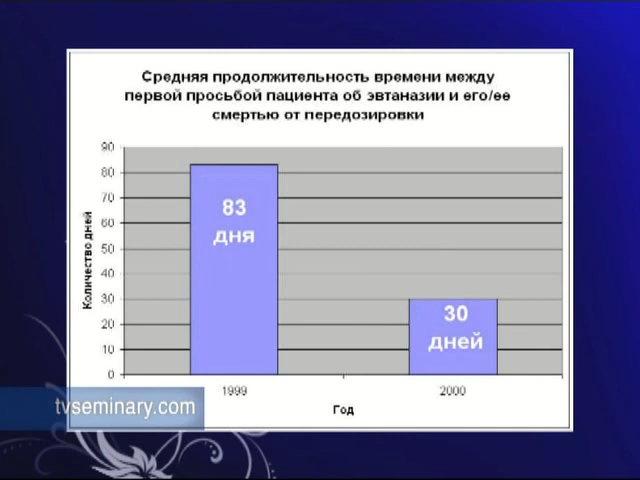 Средняя продолжительность времени между
первой просьбой пациента об эвтаназии и его/ее
смертью от передозировки
Количество дней
90
80
70
60
50
40
30
20
10
0
83
дня
30
дней
1999
2000
Год
tvseminary.com